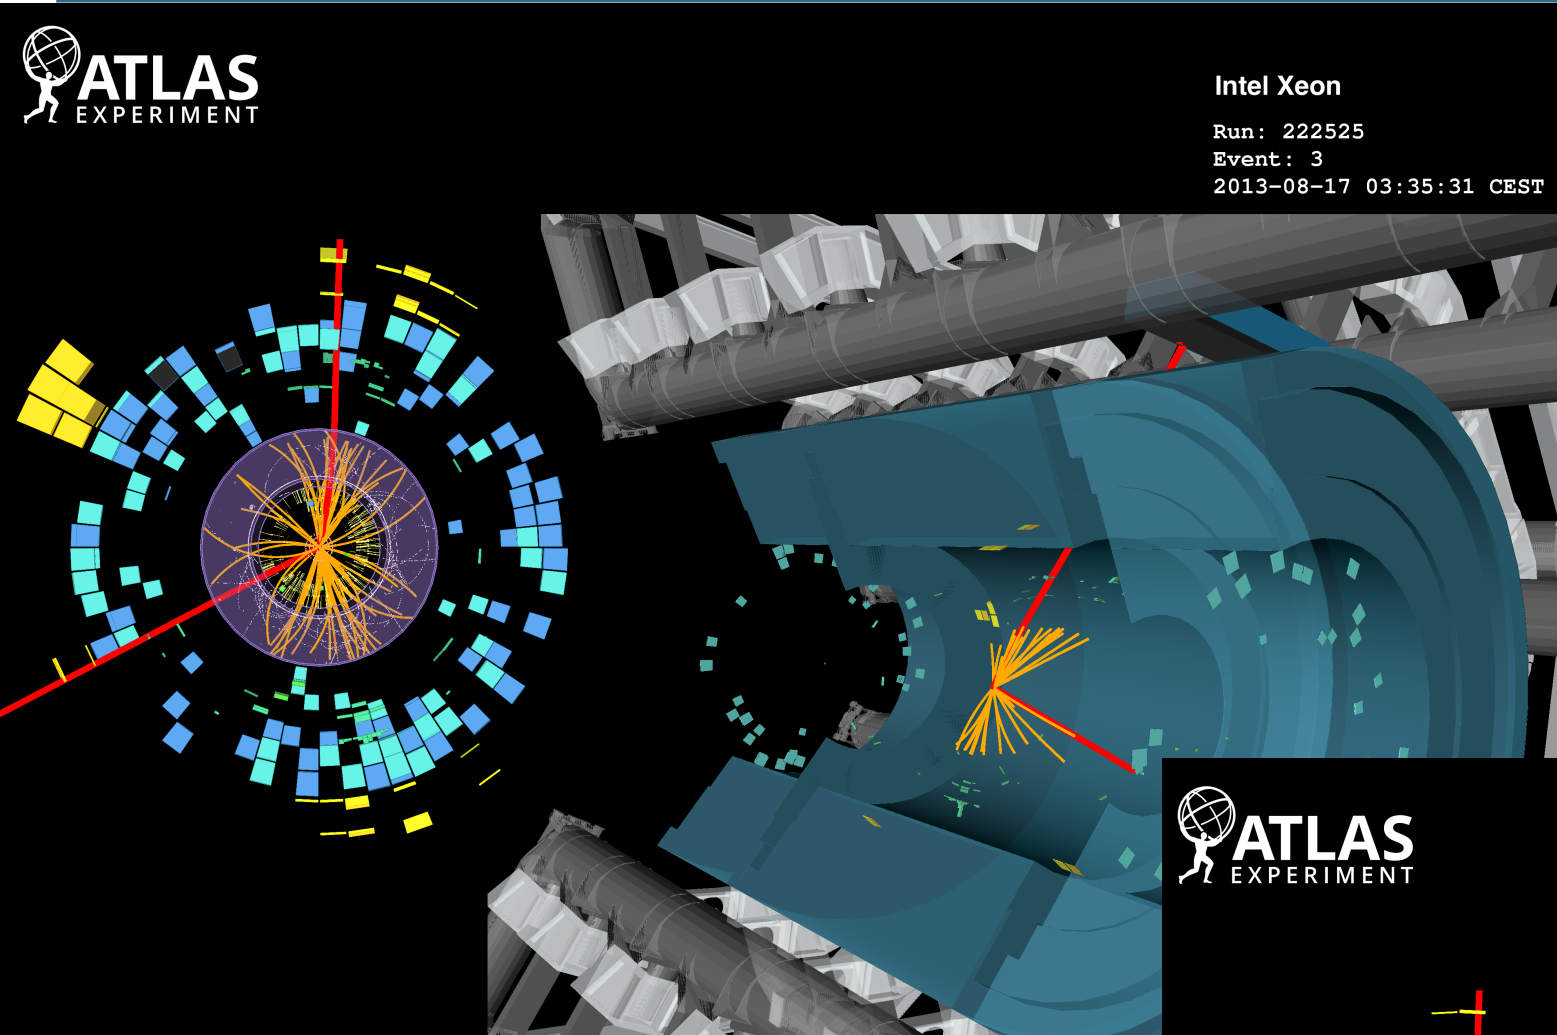 ATLAS
EXPERIMENT
Intel Xeon
Run: 222525
Event: 3
2013-08-17 03:35:31 CEST
ATLAS
EXPERIMENT